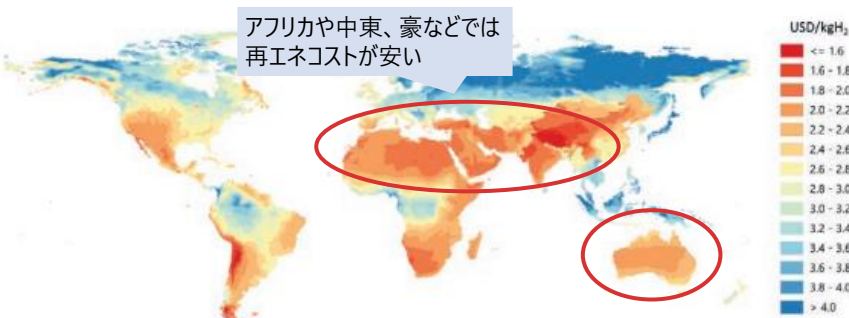 アフリカや中東、豪などでは
再エネコストが安い
USD/kgH₂
<= 1.6
1.6 - 1.8
1.8 - 2.0
2.0 - 2.2
2.2 - 2.4
2.4 - 2.6
2.6 - 2.8
2.8 - 3.0
3.0 - 3.2
3.2 - 3.4
3.4 - 3.6
3.6 - 3.8
3.8 - 4.0
> 4.0